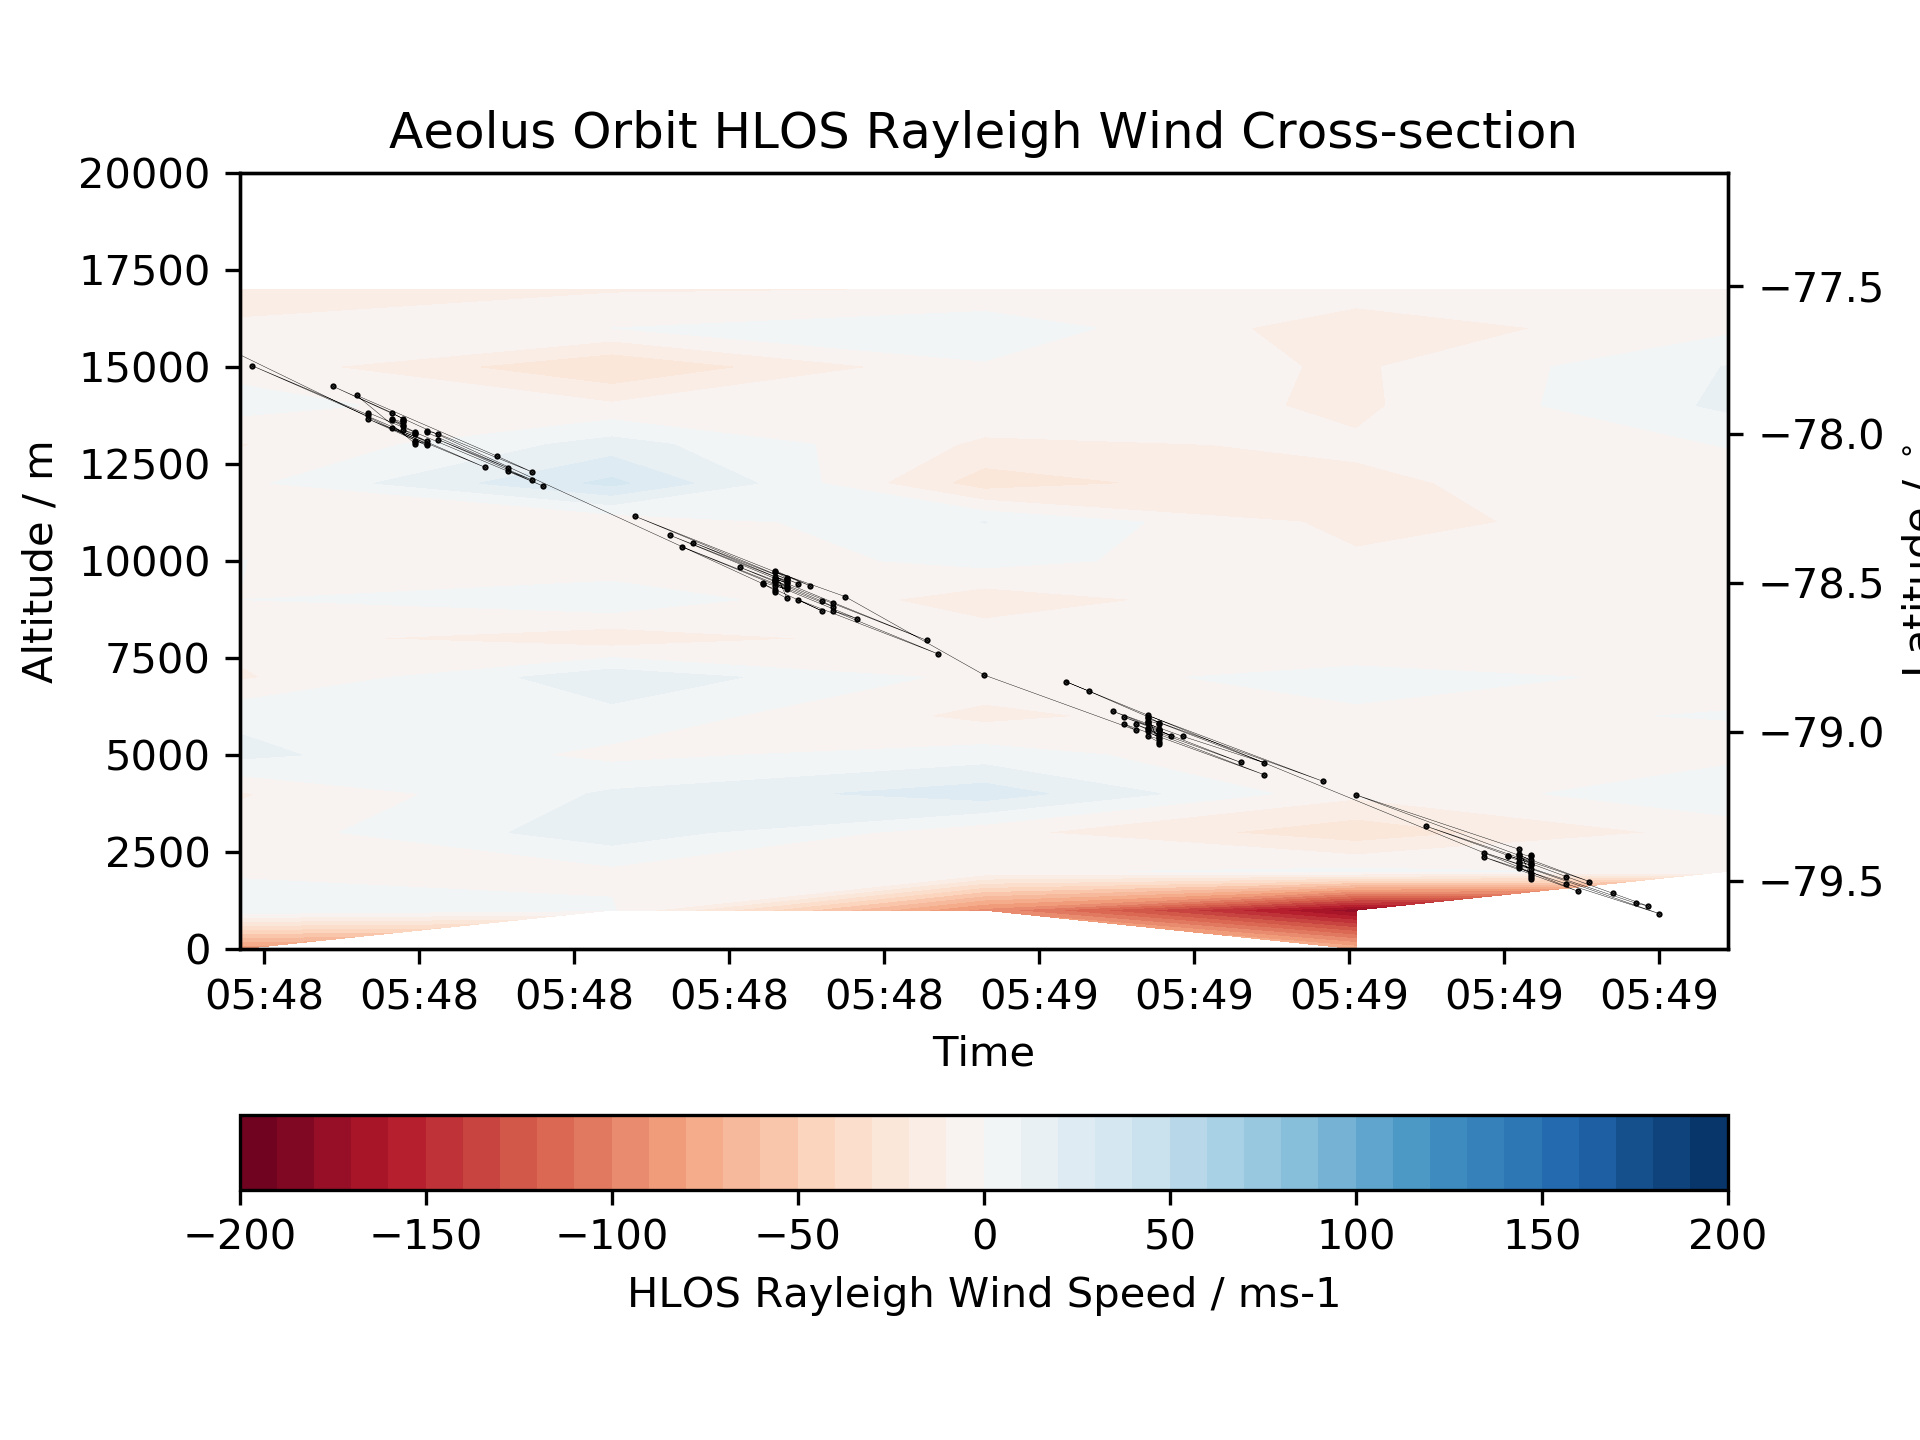 Aeolus Orbit HLOS Rayleigh Wind Cross-section
20000
17500
15000
12500
10000
7500
5000
2500
0
Altitude / m
−77.5
−78.0
−78.5
−79.0
−79.5
Latitude / °
05:48 05:48 05:48 05:48 05:48 05:49 05:49 05:49 05:49 05:49
Time
−200 −150 −100 −50 0 50 100 150 200
HLOS Rayleigh Wind Speed / ms-1